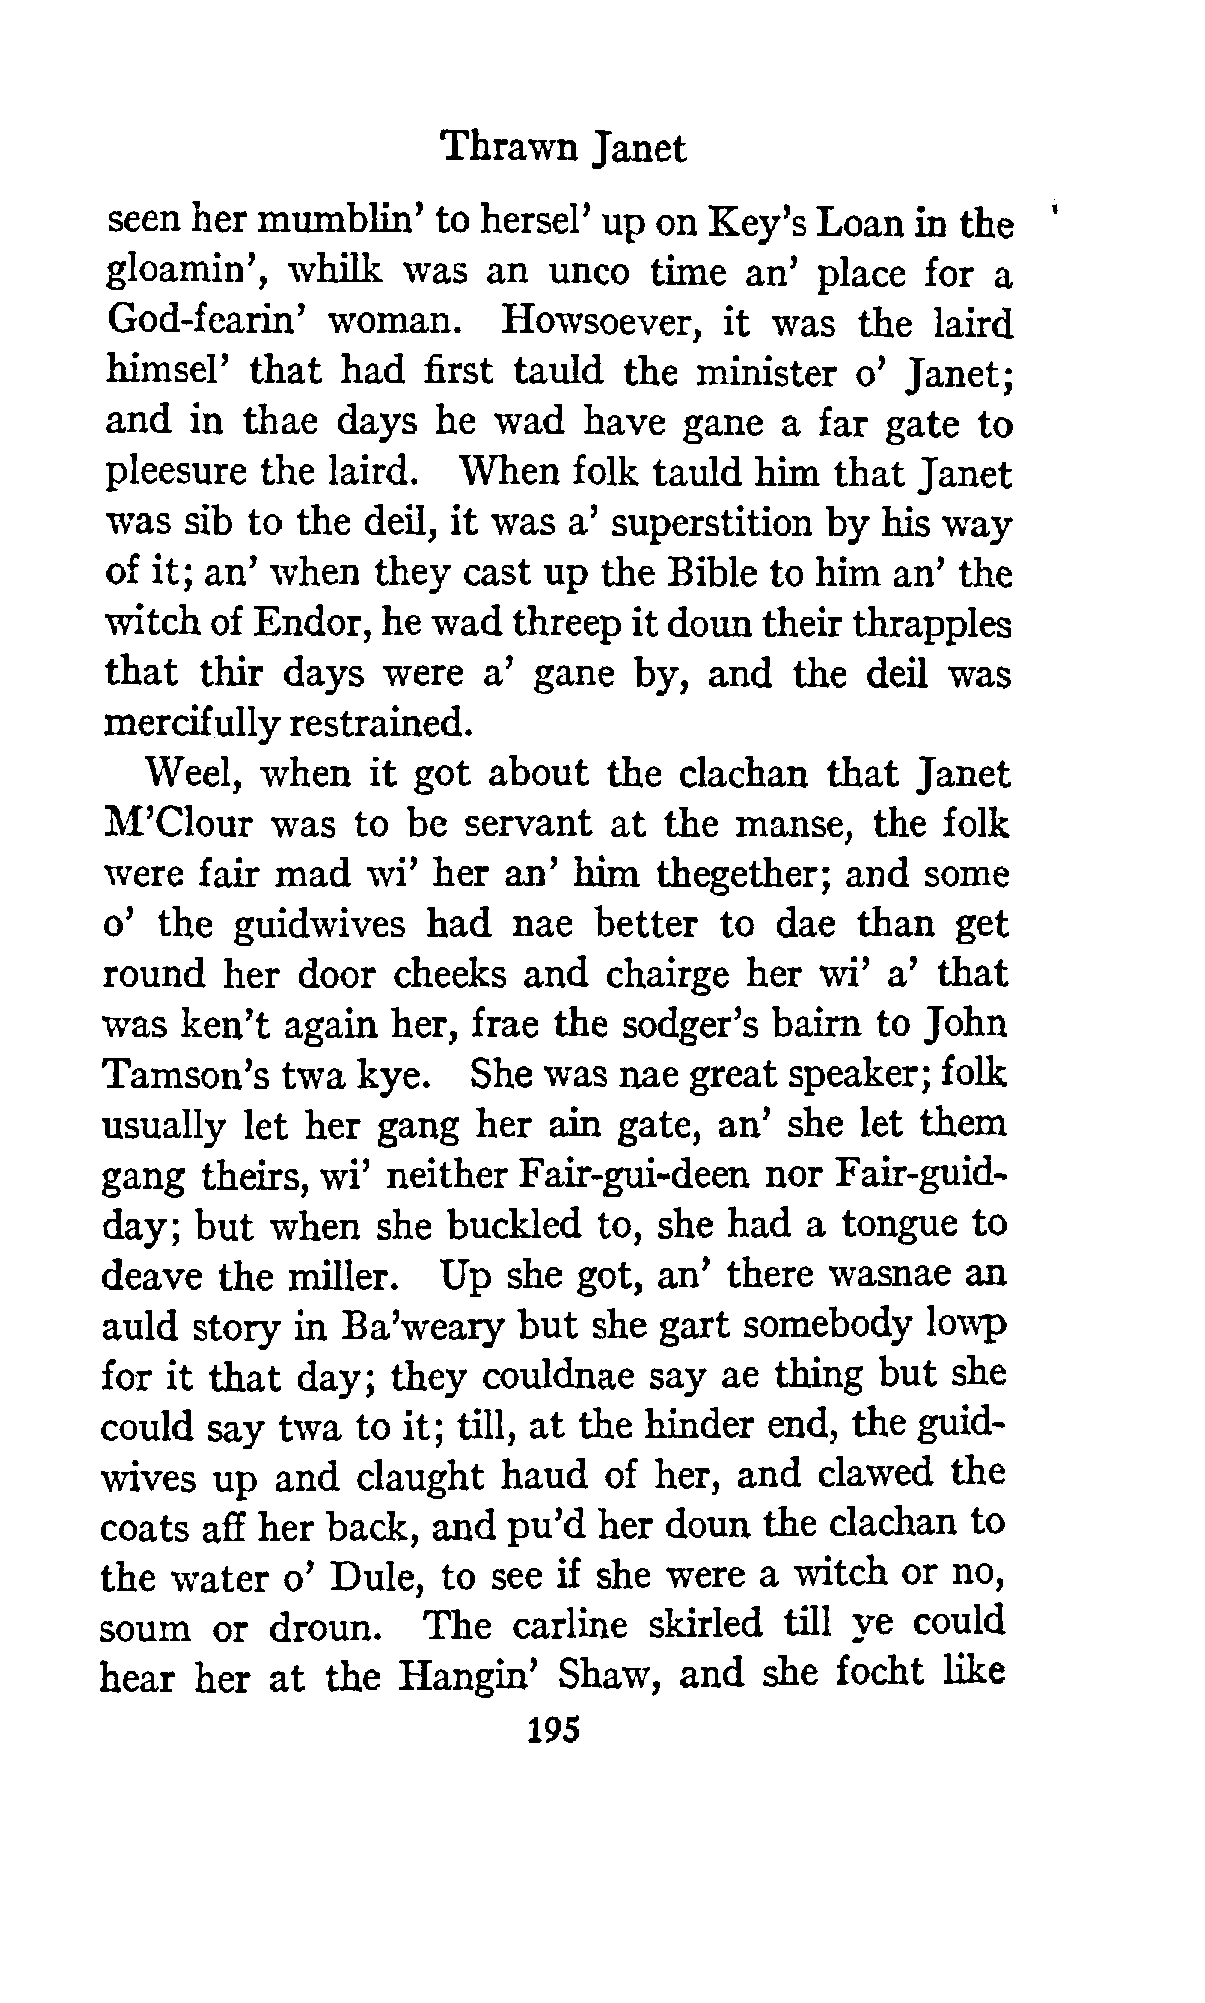 Thrawn Janet
seen her mumblin' to hersel' up on Key's Loan in the
gloamin', whilk was an unco time an' place for a
God-fearin' woman. Howsoever, it was the laird
himsel' that had first tauld the minister o' Janet;
and in thae days he wad have gane a far gate to
pleesure the laird. When folk tauld him that Janet
was sib to the deil, it was a' superstition by his way
of it; an' when they cast up the Bible to him an' the
witch of Endor, he wad threep it doun their thrapples
that thir days were a' gane by, and the deil was
mercifully restrained.
Weel, when it got about the clachan that Janet
M'Clour was to be servant at the manse, the folk
were fair mad wi' her an' him thegether; and some
o' the guidwives had nae better to dae than get
round her door cheeks and chairge her wi' a' that
was ken't again her, frae the sodger's bairn to John
Tamson's twa kye. She was nae great speaker; folk
usually let her gang her ain gate, an' she let them
gang theirs, wi' neither Fair-gui-deen nor Fair-guid-
day; but when she buckled to, she had a tongue to
deave the miller. Up she got, an' there wasnae an
auld story in Ba'weary but she gart somebody lowp
for it that day; they couldnae say ae thing but she
could say twa to it; till, at the hinder end, the guid-
wives up and claught haud of her, and clawed the
coats aff her back, and pu'd her doun the clachan to
the water o' Dule, to see if she were a witch or no,
soum or droun. The carline skirled till ye could
hear her at the Hangin' Shaw, and she focht like
195